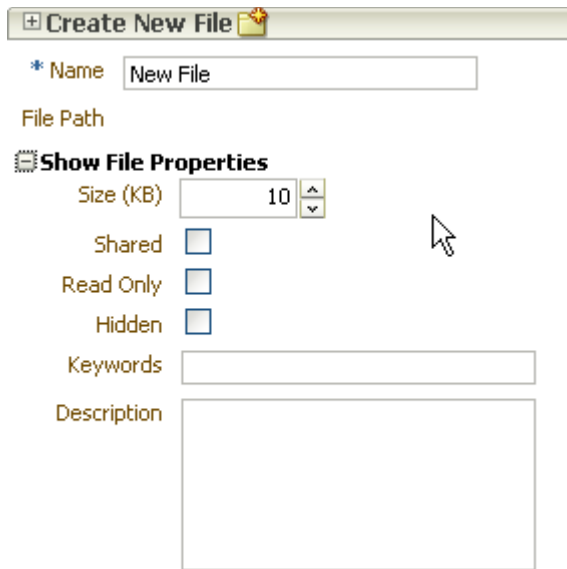 Create New File
* Name New File
File Path
Show File Properties
Size (KB) 10
Shared
Read Only
Hidden
Keywords
Description